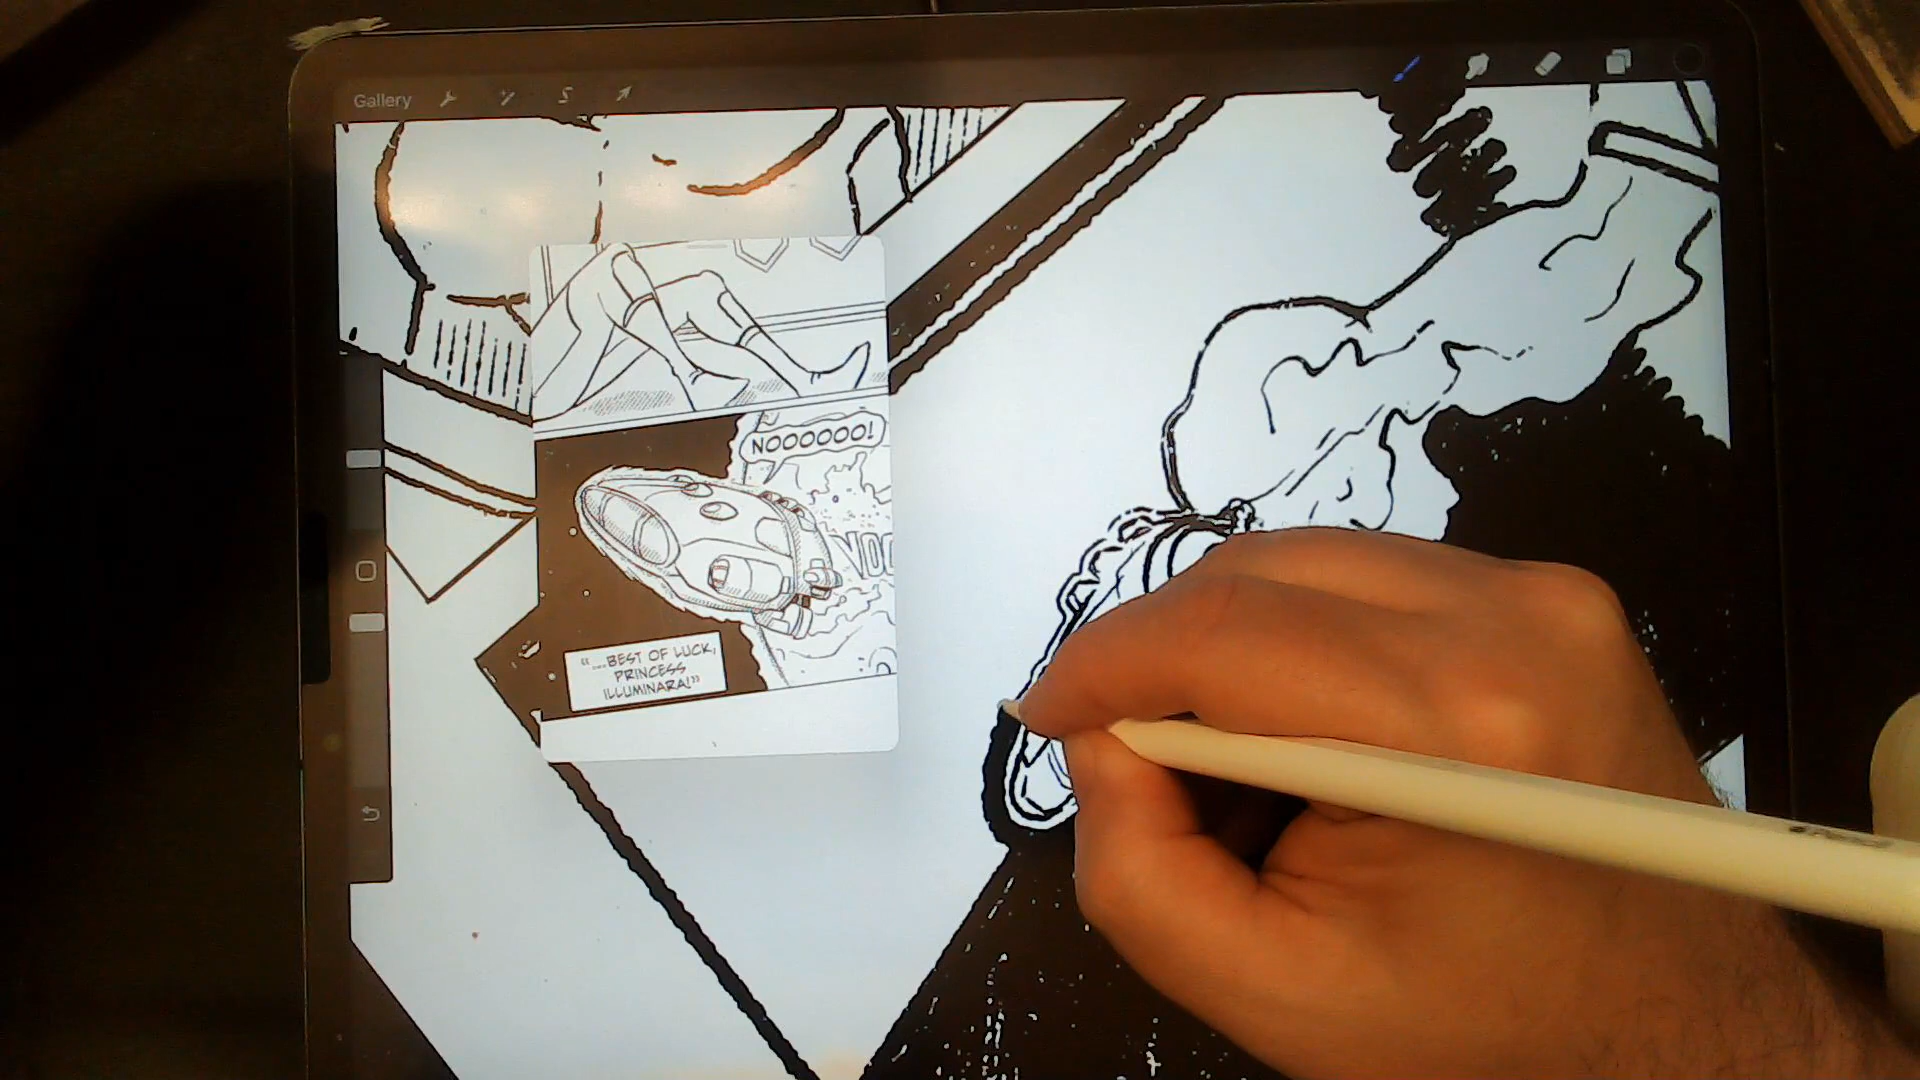 Gallery
NOOOOOO!
"...BEST OF LUCK,
PRINCESS
ILLUMINARA!"